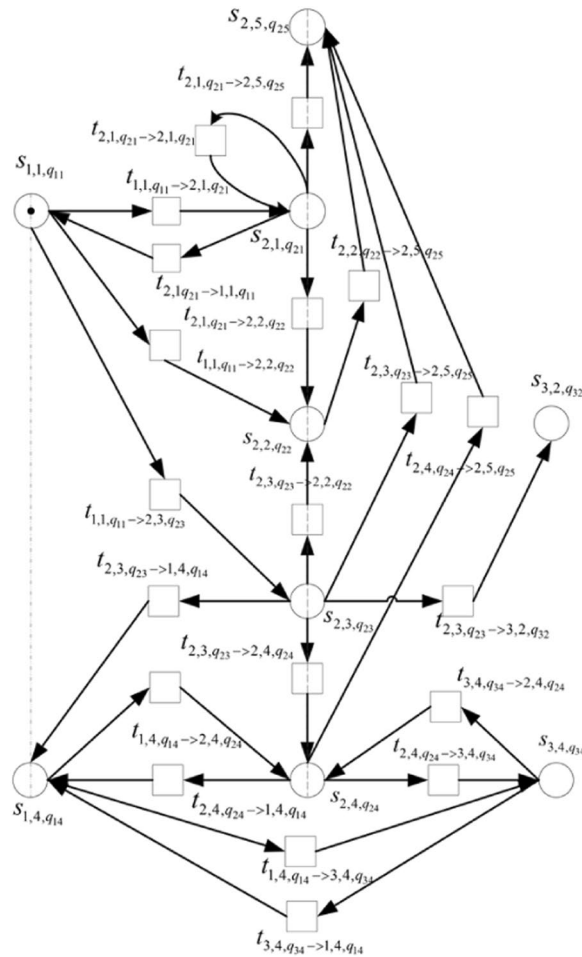 s2,5,q25
t2,1,q21->2,5,q25
t2,1,q21->2,1,q21
s1,1,q11
t1,1,q11->2,1,q21
s2,1,q21
t2,2,q22->2,5,q25
t2,1q21->1,1,q11
t2,1,q21->2,2,q22
t1,1,q11->2,2,q22
t2,3,q23->2,5,q25
s3,2,q32
s2,2,q22
t2,4,q24->2,5,q25
t2,3,q23->2,2,q22
t1,1,q11->2,3,q23
t2,3,q23->1,4,q14
s2,3,q23
t2,3,q23->3,2,q32
t2,3,q23->2,4,q24
t3,4,q34->2,4,q24
t1,4,q14->2,4,q24
t2,4,q24->3,4,q34
s3,4,q34
s1,4,q14
t2,4,q24->1,4,q14
s2,4,q24
t1,4,q14->3,4,q34
t3,4,q34->1,4,q14